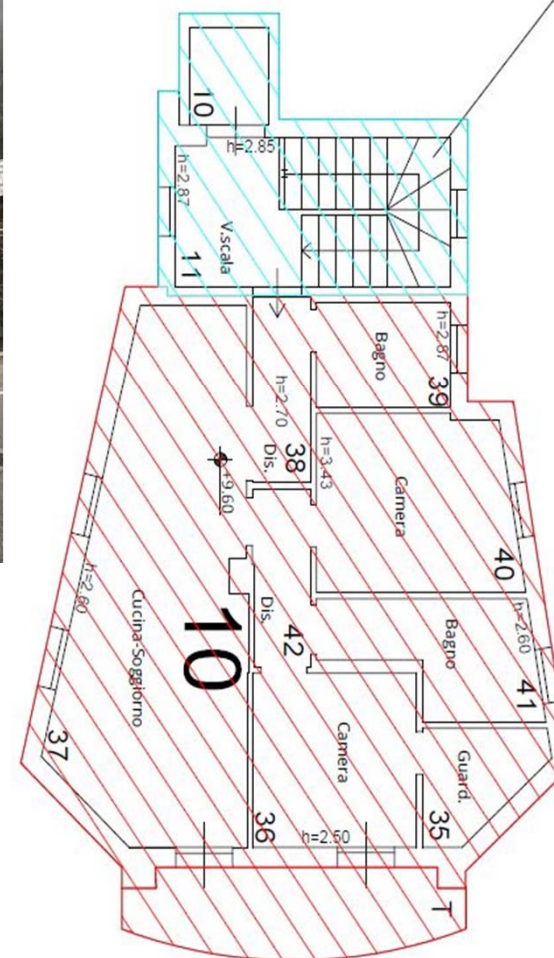 10
h=2.85
h=2.87
V.scala
11
Bagno
h=2.87
39
h=2.70
38
Dis.
h=3.43
+9.60
Camera
40
h=2.60
Cucina-Soggiorno
10
Dis.
42
Bagno
h=2.60
41
37
Camera
Guard.
36
h=2.50
35
T